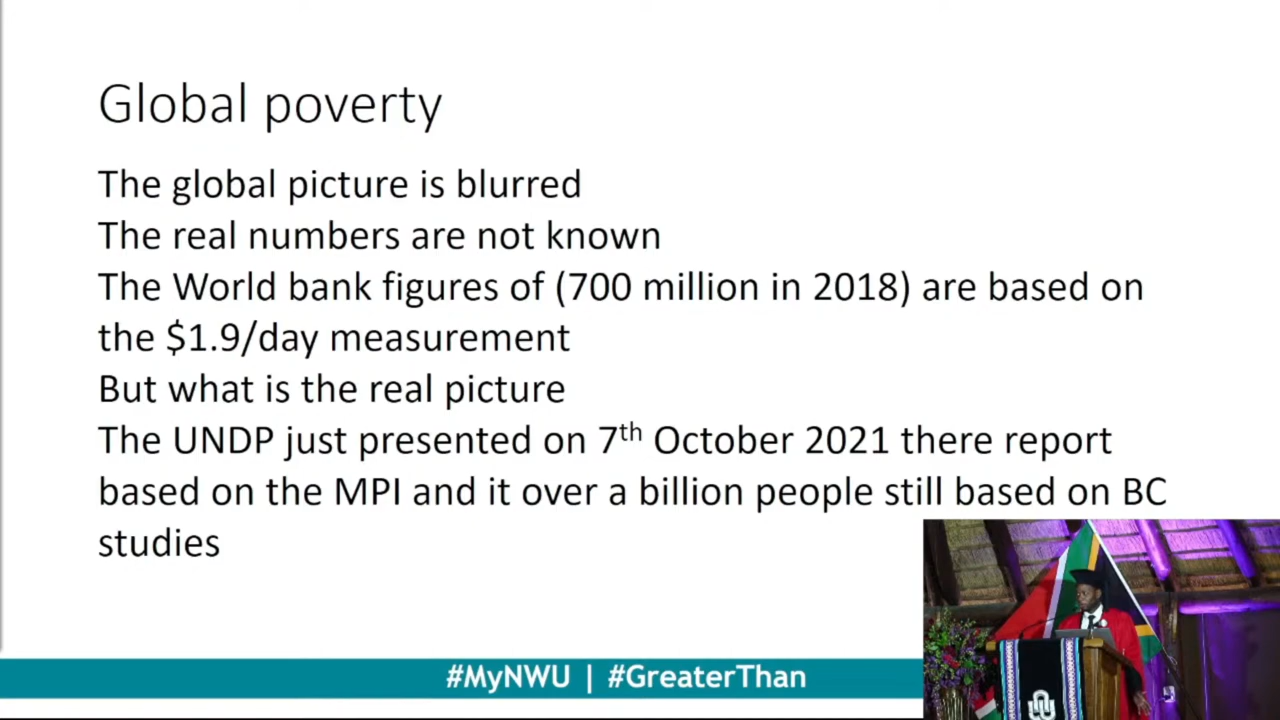 Global poverty
The global picture is blurred
The real numbers are not known
The World bank figures of (700 million in 2018) are based on
the $1.9/day measurement
But what is the real picture
The UNDP just presented on 7th October 2021 there report
based on the MPI and it over a billion people still based on BC
studies
#MyNWU | #GreaterThan